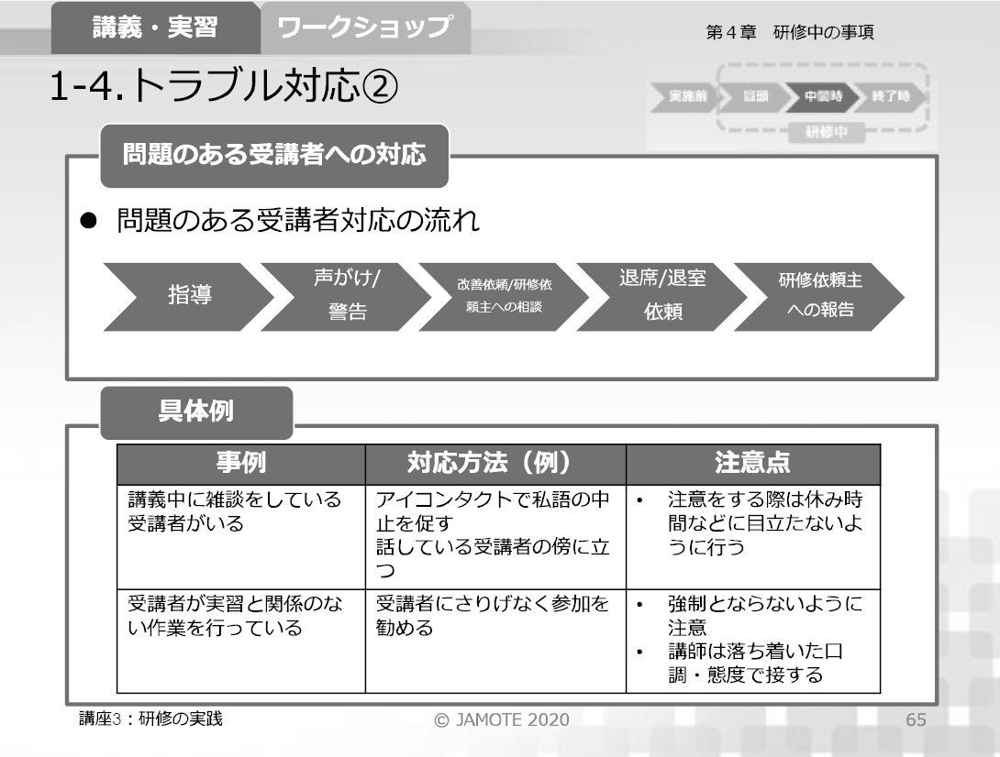 講義・実習
ワークショップ
第４章　研修中の事項
1-4.トラブル対応②
実施前
冒頭
中間時
終了時
研修中
問題のある受講者への対応
● 問題のある受講者対応の流れ
指導
声がけ/
警告
改善依頼/研修依
頼主への相談
退席/退室
依頼
研修依頼主
への報告
具体例
事例
対応方法（例）
注意点
講義中に雑談をしている
受講者がいる
アイコンタクトで私語の中
止を促す
話している受講者の傍に立
つ
• 注意をする際は休み時
間などに目立たないよ
うに行う
受講者が実習と関係のな
い作業を行っている
受講者にさりげなく参加を
勧める
• 強制とならないように
注意
• 講師は落ち着いた口
調・態度で接する
講座3：研修の実践
© JAMOTE 2020
65